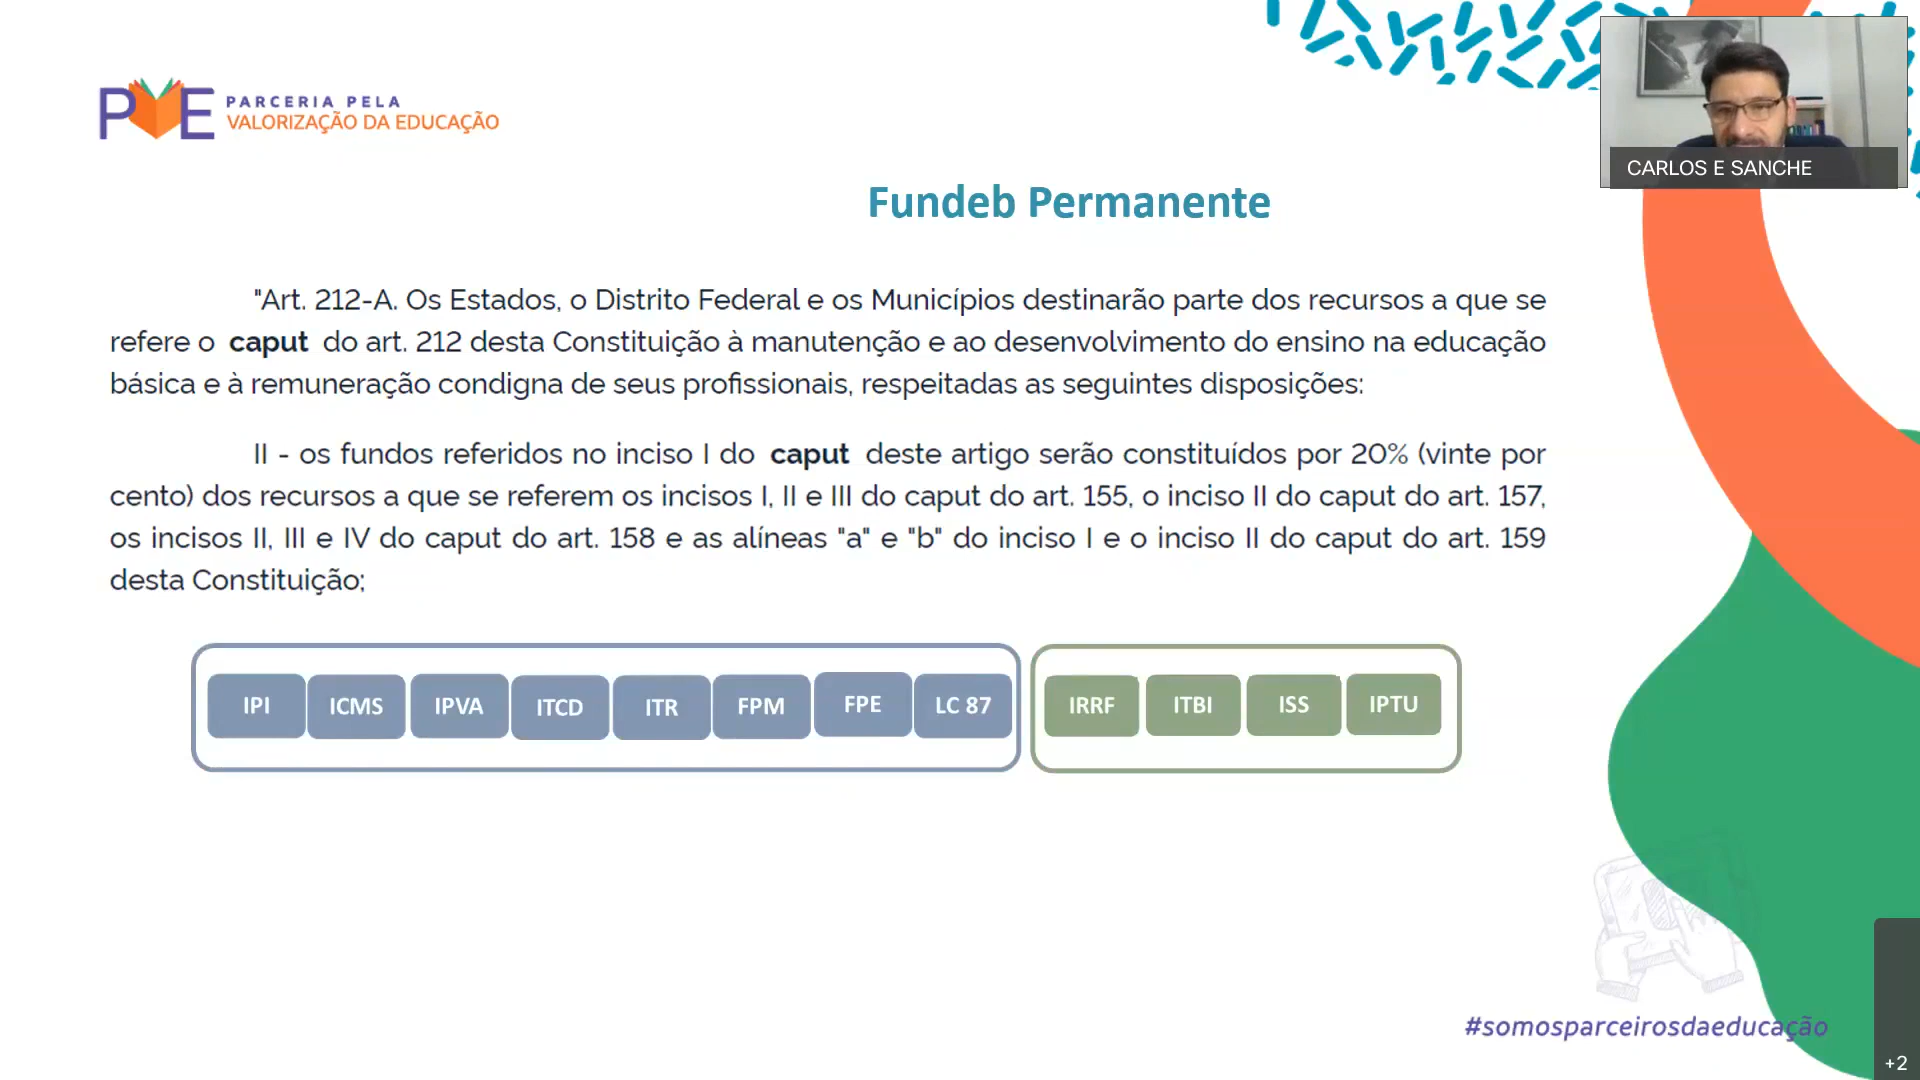 PVE PARCERIA PELA
VALORIZAÇÃO DA EDUCAÇÃO
CARLOS E SANCHE
Fundeb Permanente
"Art. 212-A. Os Estados, o Distrito Federal e os Municípios destinarão parte dos recursos a que se
refere o caput do art. 212 desta Constituição à manutenção e ao desenvolvimento do ensino na educação
básica e à remuneração condigna de seus profissionais, respeitadas as seguintes disposições:
II - os fundos referidos no inciso I do caput deste artigo serão constituídos por 20% (vinte por
cento) dos recursos a que se referem os incisos I, II e III do caput do art. 155, o inciso II do caput do art. 157,
os incisos II, III e IV do caput do art. 158 e as alíneas "a" e "b" do inciso I e o inciso II do caput do art. 159
desta Constituição;
IPI ICMS IPVA ITCD ITR FPM FPE LC 87 IRRF ITBI ISS IPTU
#somosparceirosdaeducação
+2